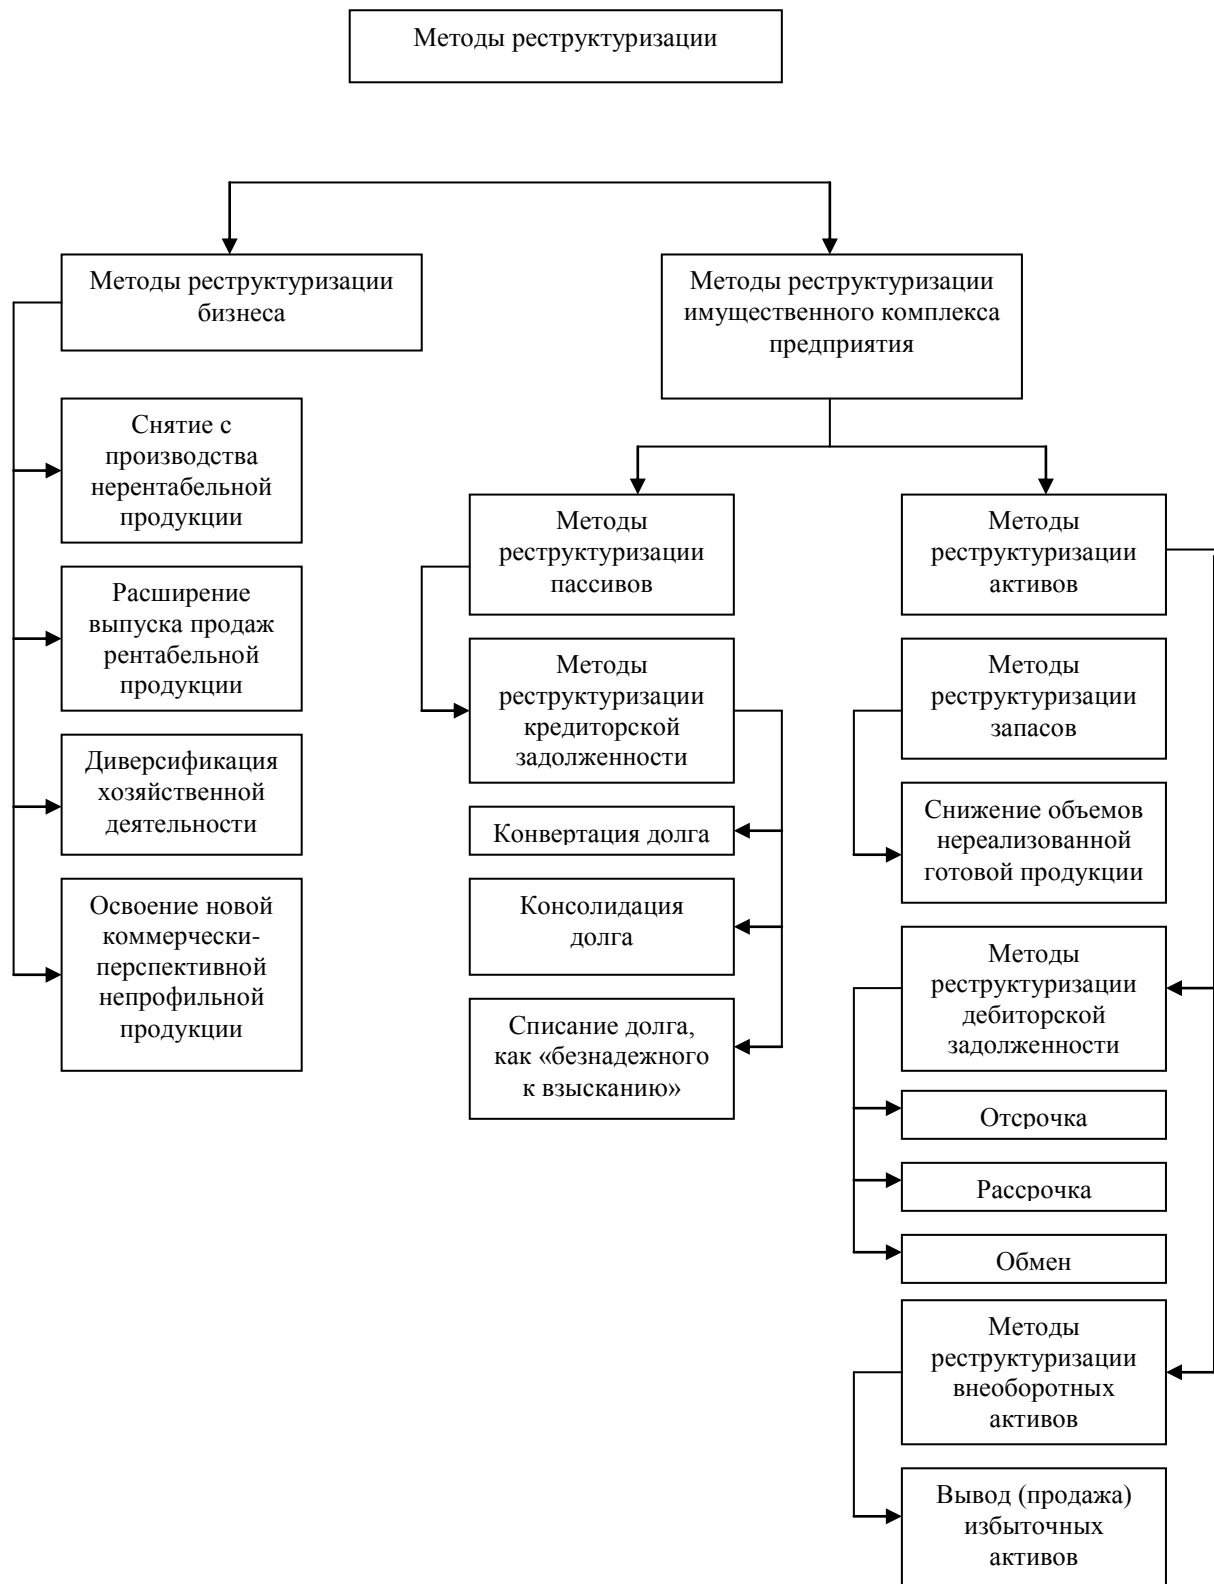 Методы реструктуризации
Методы реструктуризации
бизнеса
Методы реструктуризации
имущественного комплекса
предприятия
Снятие с
производства
нерентабельной
продукции
Расширение
выпуска продаж
рентабельной
продукции
Диверсификация
хозяйственной
деятельности
Освоение новой
коммерчески-
перспективной
непрофильной
продукции
Методы
реструктуризации
пассивов
Методы
реструктуризации
кредиторской
задолженности
Конвертация долга
Консолидация
долга
Списание долга,
как «безнадежного
к взысканию»
Методы
реструктуризации
активов
Методы
реструктуризации
запасов
Снижение объемов
нереализованной
готовой продукции
Методы
реструктуризации
дебиторской
задолженности
Отсрочка
Рассрочка
Обмен
Методы
реструктуризации
внеоборотных
активов
Вывод (продажа)
избыточных
активов